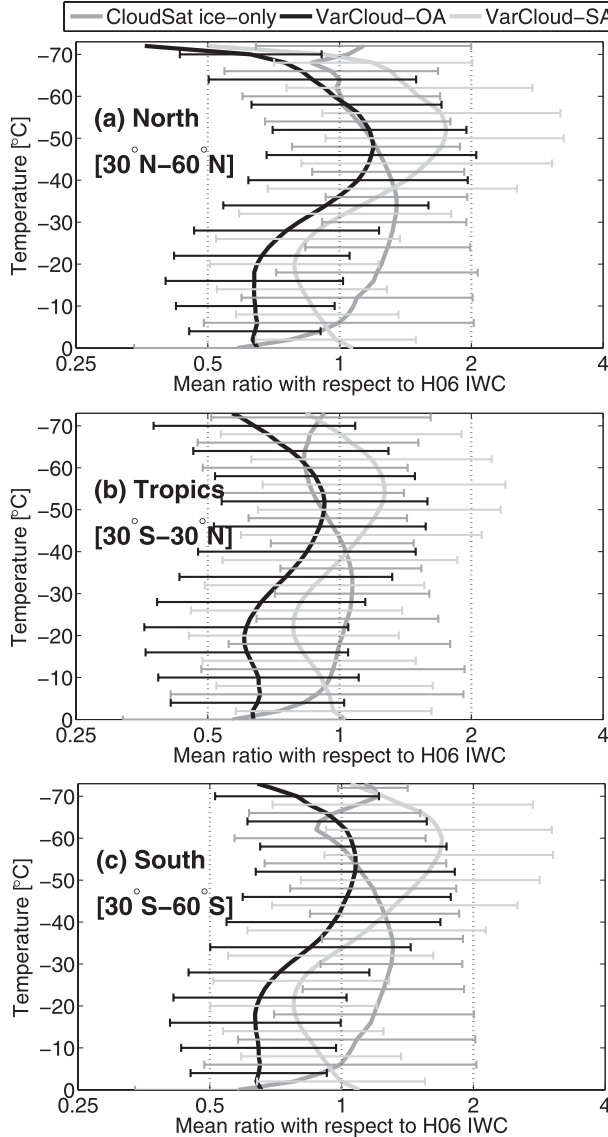 CloudSat ice-only VarCloud-OA VarCloud-SA
−70
−60
−50
−40
−30
−20
−10
0
Temperature [°C]
(a) North
[30°N−60°N]
0.25 0.5 1 2 4
Mean ratio with respect to H06 IWC
−70
−60
−50
−40
−30
−20
−10
0
Temperature [°C]
(b) Tropics
[30°S−30°N]
0.25 0.5 1 2 4
Mean ratio with respect to H06 IWC
−70
−60
−50
−40
−30
−20
−10
0
Temperature [°C]
(c) South
[30°S−60°S]
0.25 0.5 1 2 4
Mean ratio with respect to H06 IWC